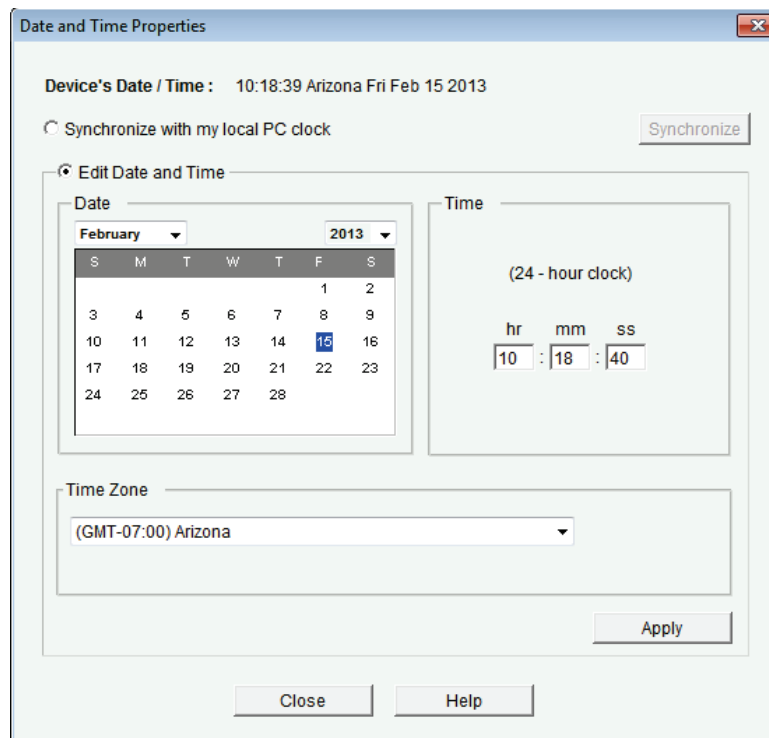 Date and Time Properties
Device's Date / Time : 10:18:39 Arizona Fri Feb 15 2013
Synchronize with my local PC clock
Synchronize
Edit Date and Time
Date
February 2013
S M T W T F S
1 2
3 4 5 6 7 8 9
10 11 12 13 14 15 16
17 18 19 20 21 22 23
24 25 26 27 28
Time
(24 - hour clock)
hr mm ss
10 : 18 : 40
Time Zone
(GMT-07:00) Arizona
Apply
Close Help